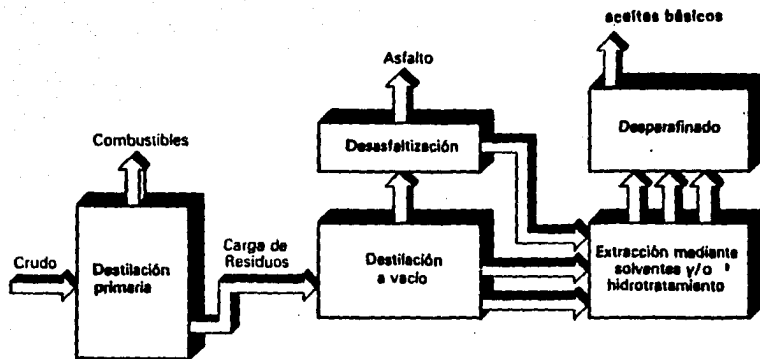 aceites básicos
Asfalto
Desparafinado
Combustibles
Desasfaltización
Crudo
Destilación
primaria
Carga de
Residuos
Destilación
a vacío
Extracción mediante
solventes y/o
hidrotratamiento